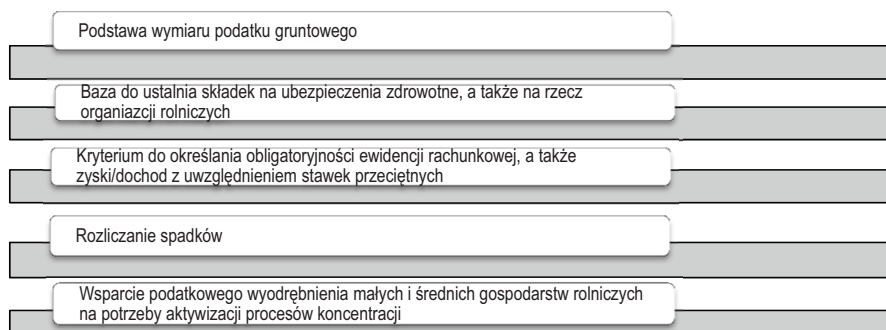 Podstawa wymiaru podatku gruntowego
Baza do ustalnia składek na ubezpieczenia zdrowotne, a także na rzecz
organiazcji rolniczych
Kryterium do określania obligatoryjności ewidencji rachunkowej, a także
zyski/dochod z uwzględnieniem stawek przeciętnych
Rozliczanie spadków
Wsparcie podatkowego wyodrębnienia małych i średnich gospodarstw rolniczych
na potrzeby aktywizacji procesów koncentracji